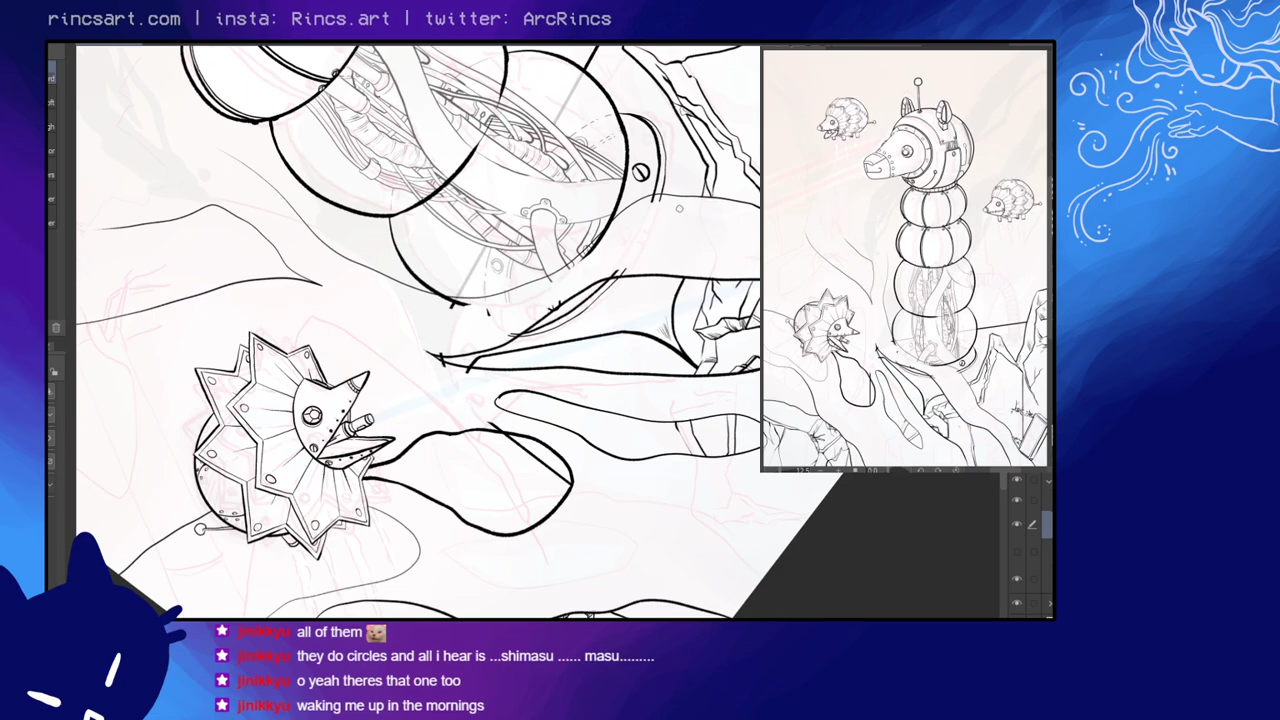 rincsart.com | insta: Rincs.art | twitter: ArcRincs
jinikkyu all of them
jinikkyu they do circles and all i hear is ...shimasu ...... masu.........
jinikkyu o yeah theres that one too
jinikkyu waking me up in the mornings